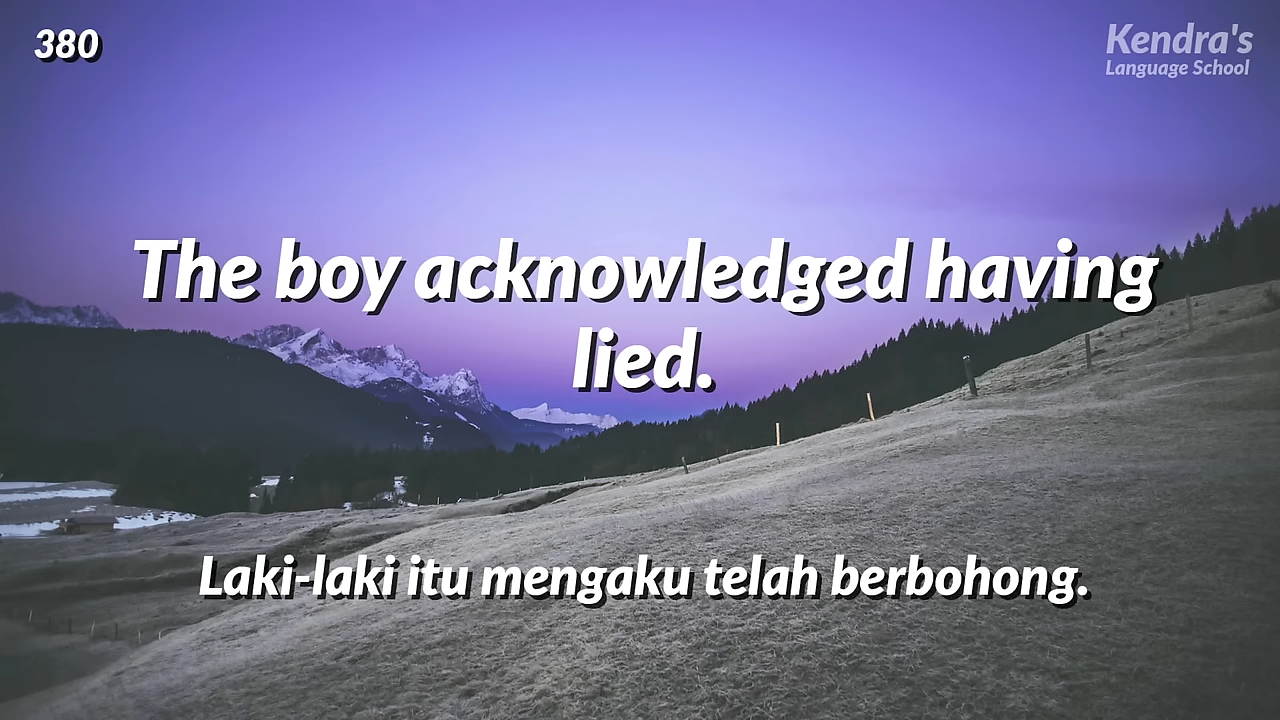 380
Kendra's
Language School
The boy acknowledged having
lied.
Laki-laki itu mengaku telah berbohong.